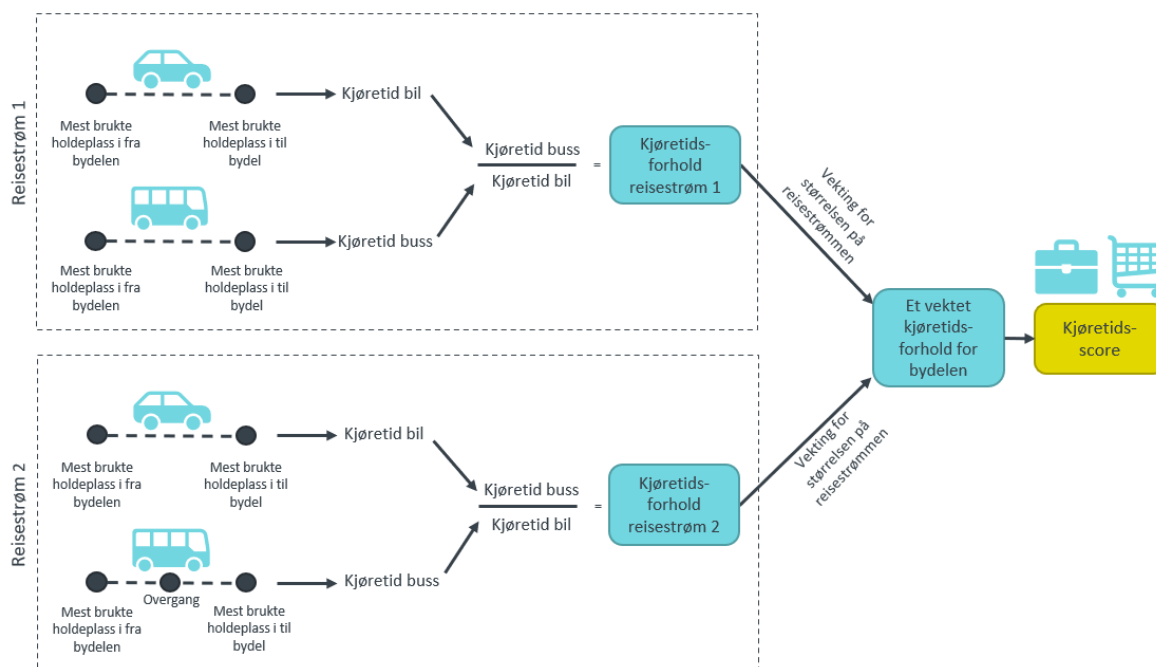 Reisestrøm 1
Mest brukte
holdeplass i fra
bydelen
Mest brukte
holdeplass i til
bydel
Kjøretid bil
Mest brukte
holdeplass i fra
bydelen
Mest brukte
holdeplass i til
bydel
Kjøretid buss
Kjøretid buss
Kjøretid bil
=
Kjøretids-
forhold
reisestrøm 1
Vekting for
størrelsen på
reisestrømmen
Reisestrøm 2
Mest brukte
holdeplass i fra
bydelen
Mest brukte
holdeplass i til
bydel
Kjøretid bil
Mest brukte
holdeplass i fra
bydelen
Overgang
Mest brukte
holdeplass i til
bydel
Kjøretid buss
Kjøretid buss
Kjøretid bil
=
Kjøretids-
forhold
reisestrøm 2
Vekting for
størrelsen på
reisestrømmen
Et vektet
kjøretids-
forhold for
bydelen
Kjøretids-
score